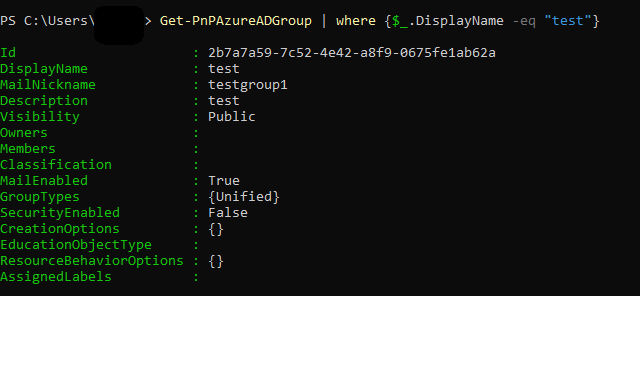 PS C:\Users\> Get-PnPAzureADGroup | where {$_.DisplayName -eq "test"}
Id : 2b7a7a59-7c52-4e42-a8f9-0675fe1ab62a
DisplayName : test
MailNickname : testgroup1
Description : test
Visibility : Public
Owners :
Members :
Classification :
MailEnabled : True
GroupTypes : {Unified}
SecurityEnabled : False
CreationOptions : {}
EducationObjectType :
ResourceBehaviorOptions : {}
AssignedLabels :